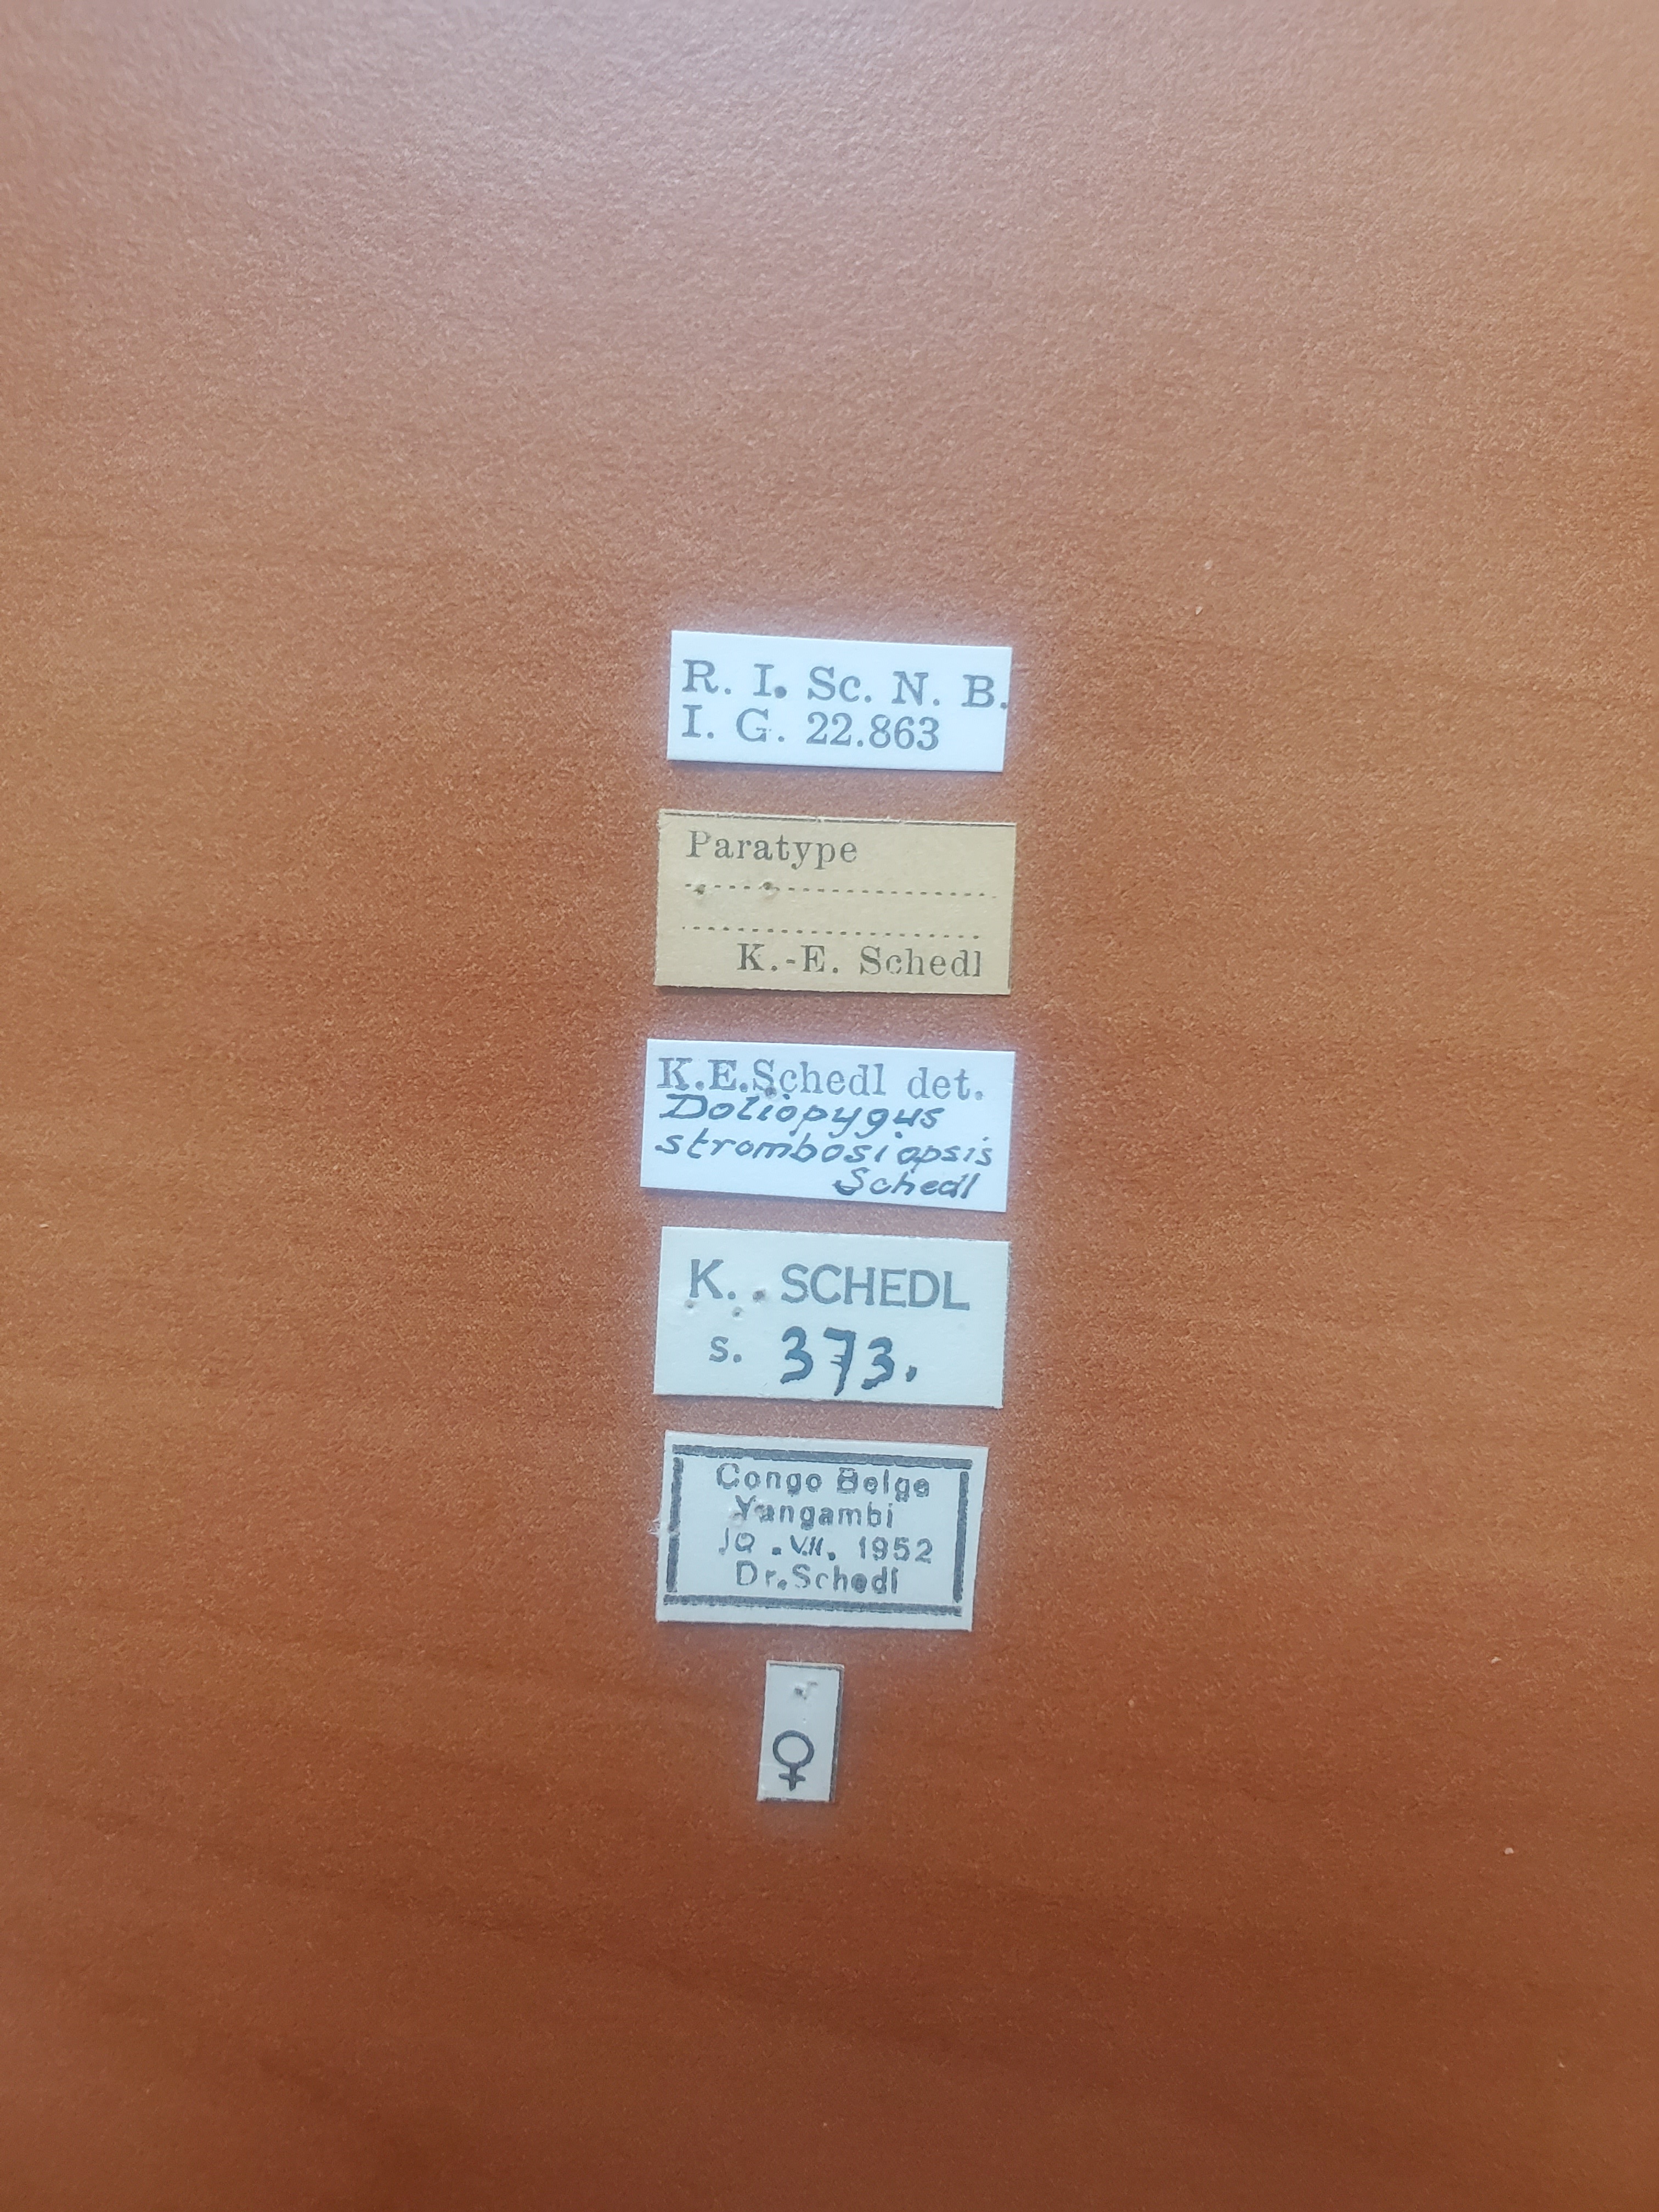 R. I. Sc. N. B.
I. G. 22.863
Paratype
K.-E. Schedl
K.E.Schedl det.
Doliopygus
strombosiopsis
Schedl
K. . SCHEDL
s. 373.
Congo Belge
Yangambi
10 . VII. 1952
Dr. Schedl
♀